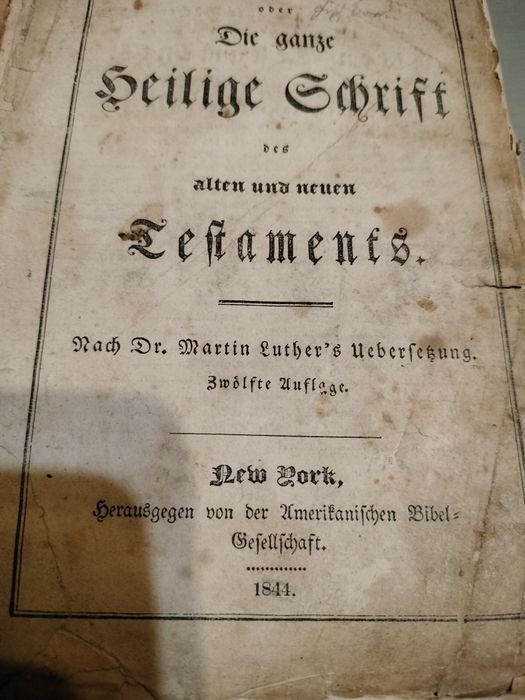 oder
Die ganze
Heilige Schrift
des
alten und neuen
Testaments.
Nach Dr. Martin Luther's Uebersetzung.
Zwölfte Auflage.
New York,
Herausgegen von der Amerikanischen Bibel=
Gesellschaft.
1844.